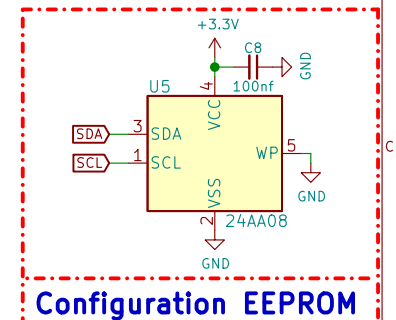 +3.3V
C8
GND
100nf
U5
4
VCC
3
SDA
SDA
1
SCL
SCL
WP
5
GND
VSS
2
24AA08
GND
Configuration EEPROM